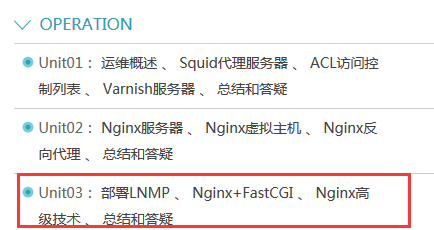 OPERATION
Unit01： 运维概述 、 Squid代理服务器 、 ACL访问控
制列表 、 Varnish服务器 、 总结和答疑
Unit02： Nginx服务器 、 Nginx虚拟主机 、 Nginx反
向代理 、 总结和答疑
Unit03： 部署LNMP 、 Nginx+FastCGI 、 Nginx高
级技术 、 总结和答疑